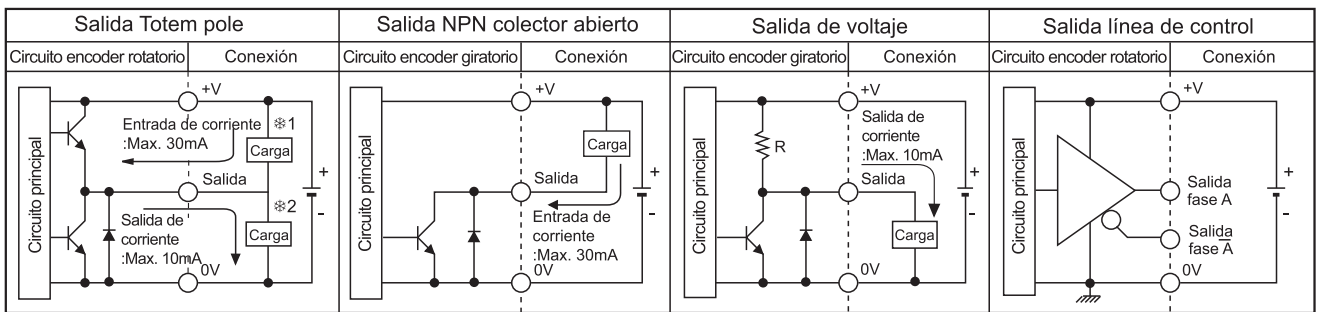 Salida Totem pole
Circuito encoder rotatorio
Conexión
Circuito principal
+V
Entrada de corriente
:Max. 30mA
❇1
Carga
Salida
❇2
Salida de
corriente
:Max. 10mA
Carga
0V
+
-
Salida NPN colector abierto
Circuito encoder giratorio
Conexión
Circuito principal
+V
Carga
Salida
Entrada de
corriente
:Max. 30mA
0V
+
-
Salida de voltaje
Circuito encoder giratorio
Conexión
Circuito principal
+V
R
Salida de
corriente
:Max. 10mA
Salida
Carga
0V
+
-
Salida línea de control
Circuito encoder rotatorio
Conexión
Circuito principal
+V
Salida
fase A
Salida
fase A̅
0V
+
-